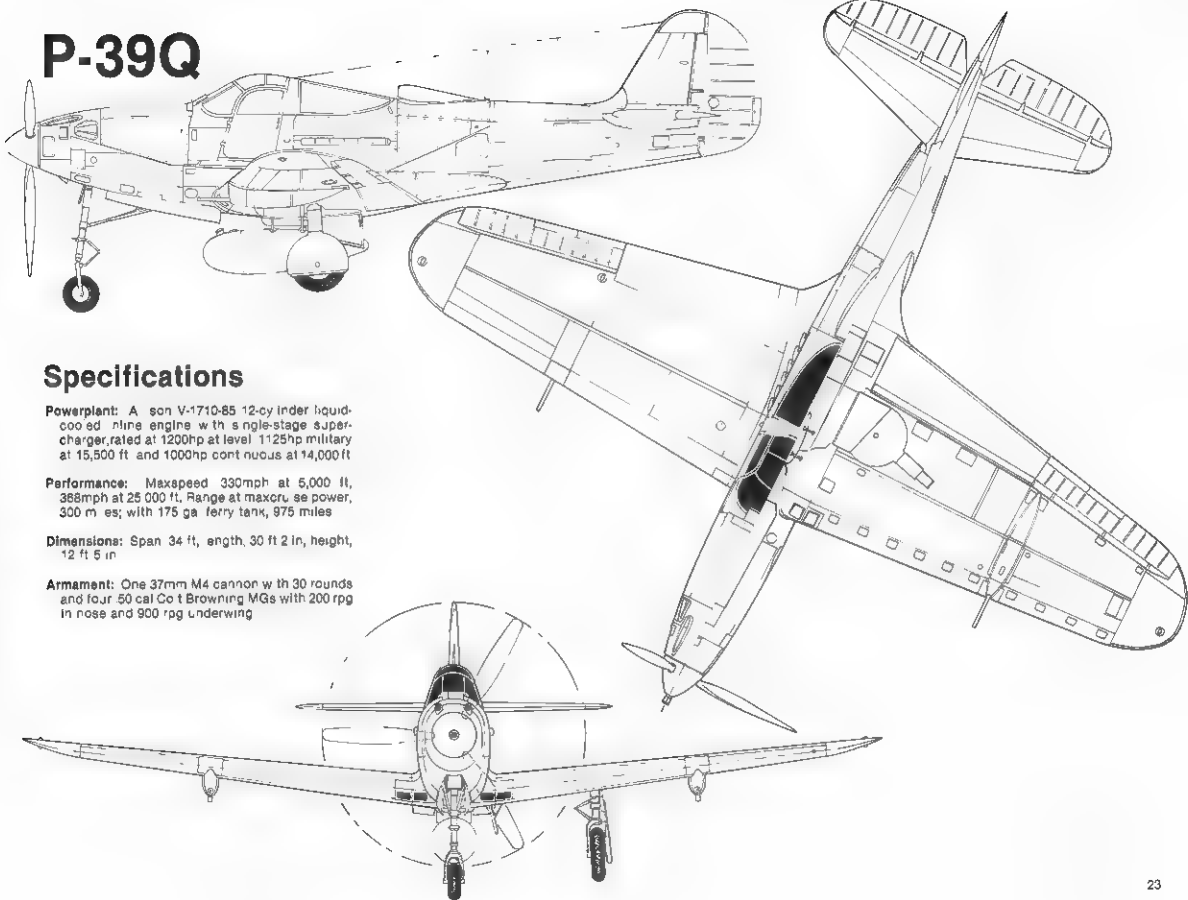 P-39Q
Specifications
Powerplant: A son V-1710-85 12-cy inder liquid-
coo ed nline engine w th s ngle-stage super-
charger,rated at 1200hp at level 1125hp military
at 15,500 ft and 1000hp cont nuous at 14,000 ft
Performance: Maxspeed 330mph at 5,000 ft,
368mph at 25 000 ft, Range at maxcru se power,
300 m es; with 175 ga ferry tank, 975 miles
Dimensions: Span 34 ft, ength, 30 ft 2 in, height,
12 ft 5 in
Armament: One 37mm M4 cannon w th 30 rounds
and four 50 cal Co t Browning MGs with 200 rpg
in nose and 900 rpg underwing
23